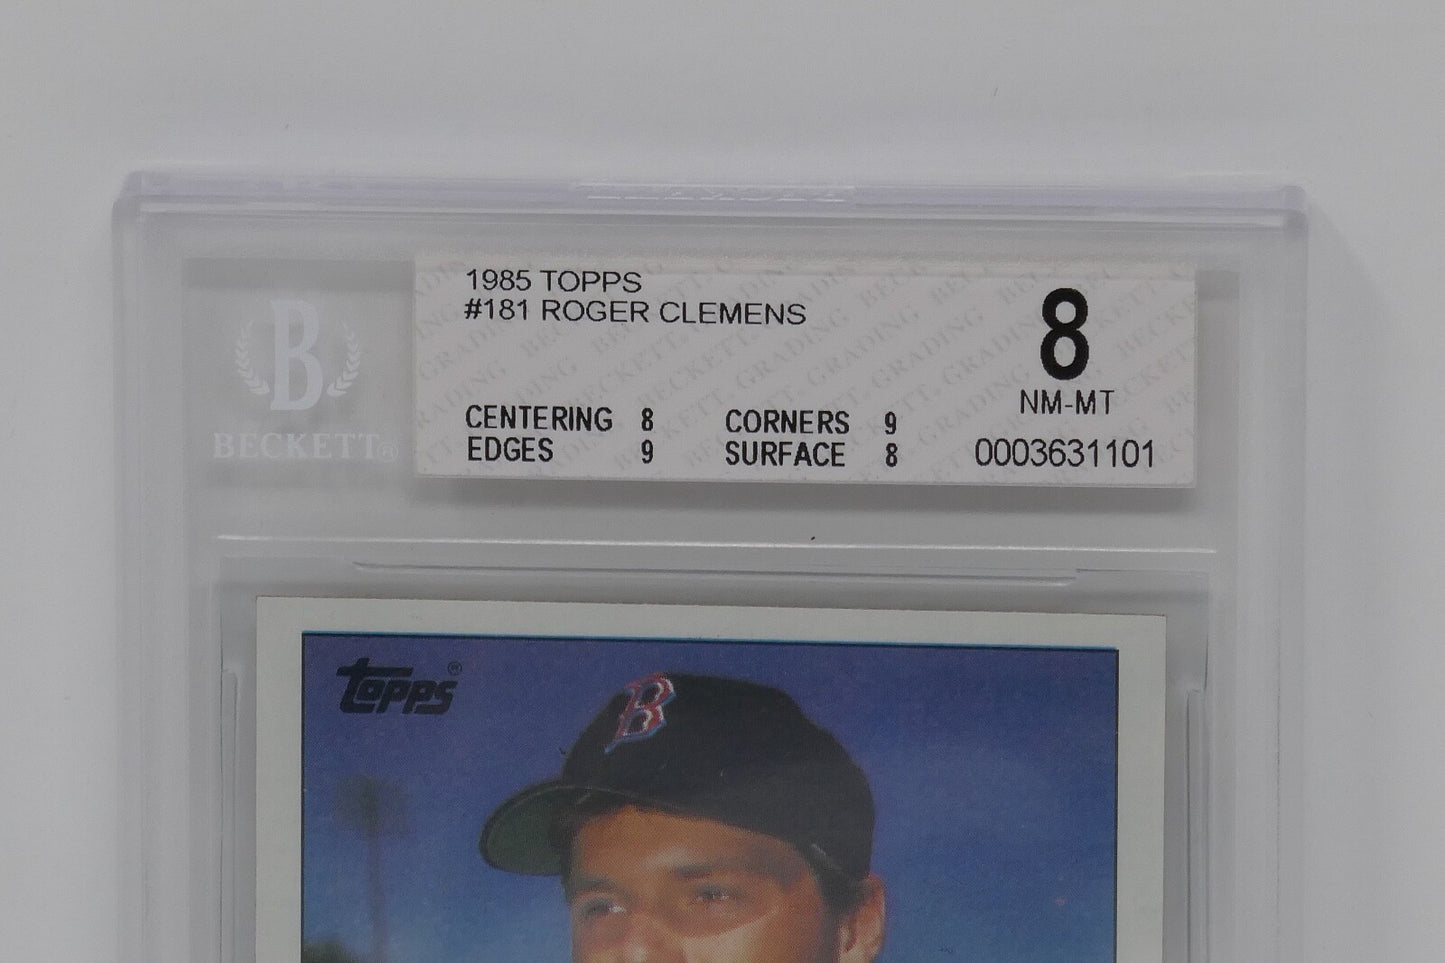 1985 TOPPS
#181 ROGER CLEMENS
8
NM-MT
CENTERING 8 CORNERS 9
EDGES 9 SURFACE 8
0003631101
B
BECKETT®
topps®
B